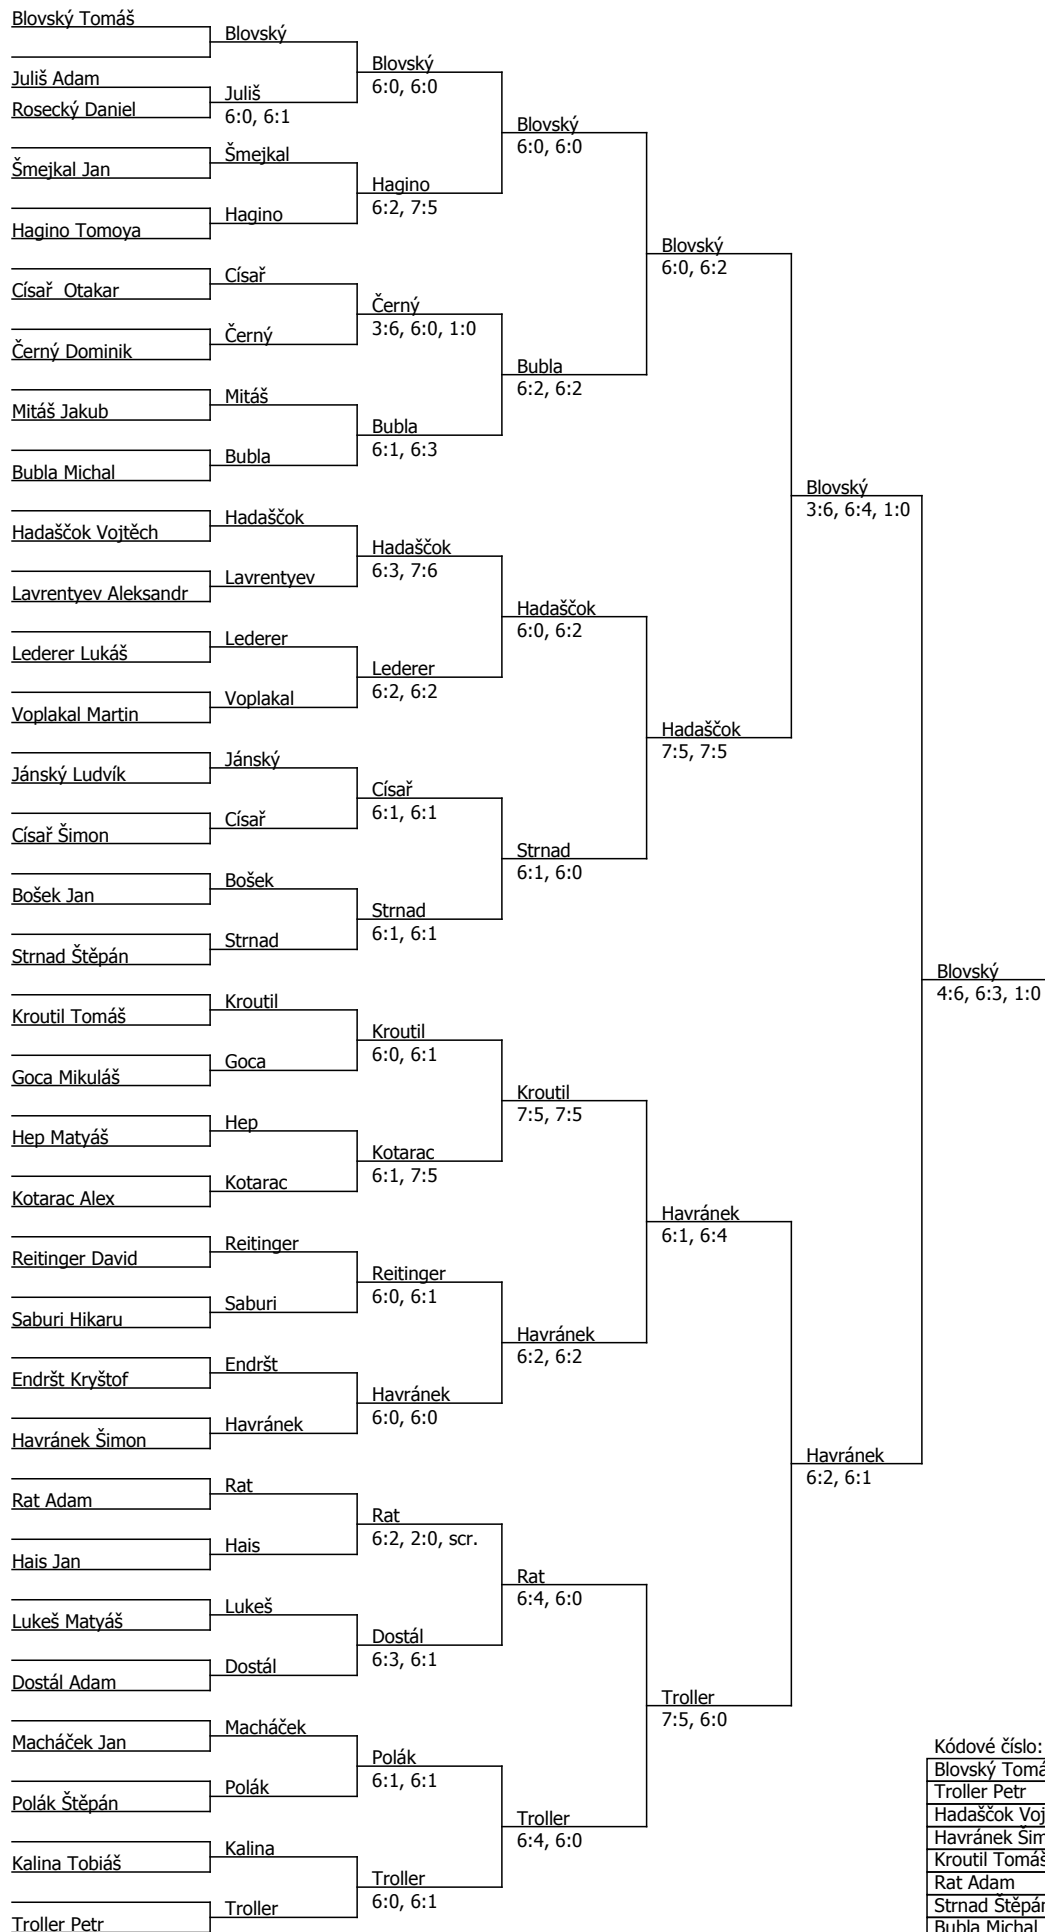 Blovský Tomáš
Blovský
Blovský
6:0, 6:0
Juliš Adam
Rosecký Daniel
Juliš
6:0, 6:1
Blovský
6:0, 6:0
Šmejkal Jan
Šmejkal
Hagino
6:2, 7:5
Hagino Tomoya
Hagino
Blovský
6:0, 6:2
Císař Otakar
Císař
Černý
3:6, 6:0, 1:0
Černý Dominik
Černý
Bubla
6:2, 6:2
Mitáš Jakub
Mitáš
Bubla
6:1, 6:3
Bubla Michal
Bubla
Blovský
3:6, 6:4, 1:0
Hadaščok Vojtěch
Hadaščok
Hadaščok
6:3, 7:6
Lavrentyev Aleksandr
Lavrentyev
Hadaščok
6:0, 6:2
Lederer Lukáš
Lederer
Lederer
6:2, 6:2
Voplakal Martin
Voplakal
Hadaščok
7:5, 7:5
Jánský Ludvík
Jánský
Císař
6:1, 6:1
Císař Šimon
Císař
Strnad
6:1, 6:0
Bošek Jan
Bošek
Strnad
6:1, 6:1
Strnad Štěpán
Strnad
Blovský
4:6, 6:3, 1:0
Kroutil Tomáš
Kroutil
Kroutil
6:0, 6:1
Goca Mikuláš
Goca
Kroutil
7:5, 7:5
Hep Matyáš
Hep
Kotarac
6:1, 7:5
Kotarac Alex
Kotarac
Havránek
6:1, 6:4
Reitinger David
Reitinger
Reitinger
6:0, 6:1
Saburi Hikaru
Saburi
Havránek
6:2, 6:2
Endršt Kryštof
Endršt
Havránek
6:0, 6:0
Havránek Šimon
Havránek
Havránek
6:2, 6:1
Rat Adam
Rat
Rat
6:2, 2:0, scr.
Hais Jan
Hais
Rat
6:4, 6:0
Lukeš Matyáš
Lukeš
Dostál
6:3, 6:1
Dostál Adam
Dostál
Troller
7:5, 6:0
Macháček Jan
Macháček
Polák
6:1, 6:1
Polák Štěpán
Polák
Troller
6:4, 6:0
Kalina Tobiáš
Kalina
Troller
6:0, 6:1
Troller Petr
Troller
Kódové číslo:
Blovský Tomá
Troller Petr
Hadaščok Voj
Havránek Šim
Kroutil Tomáš
Rat Adam
Strnad Štěpán
Bubla Michal